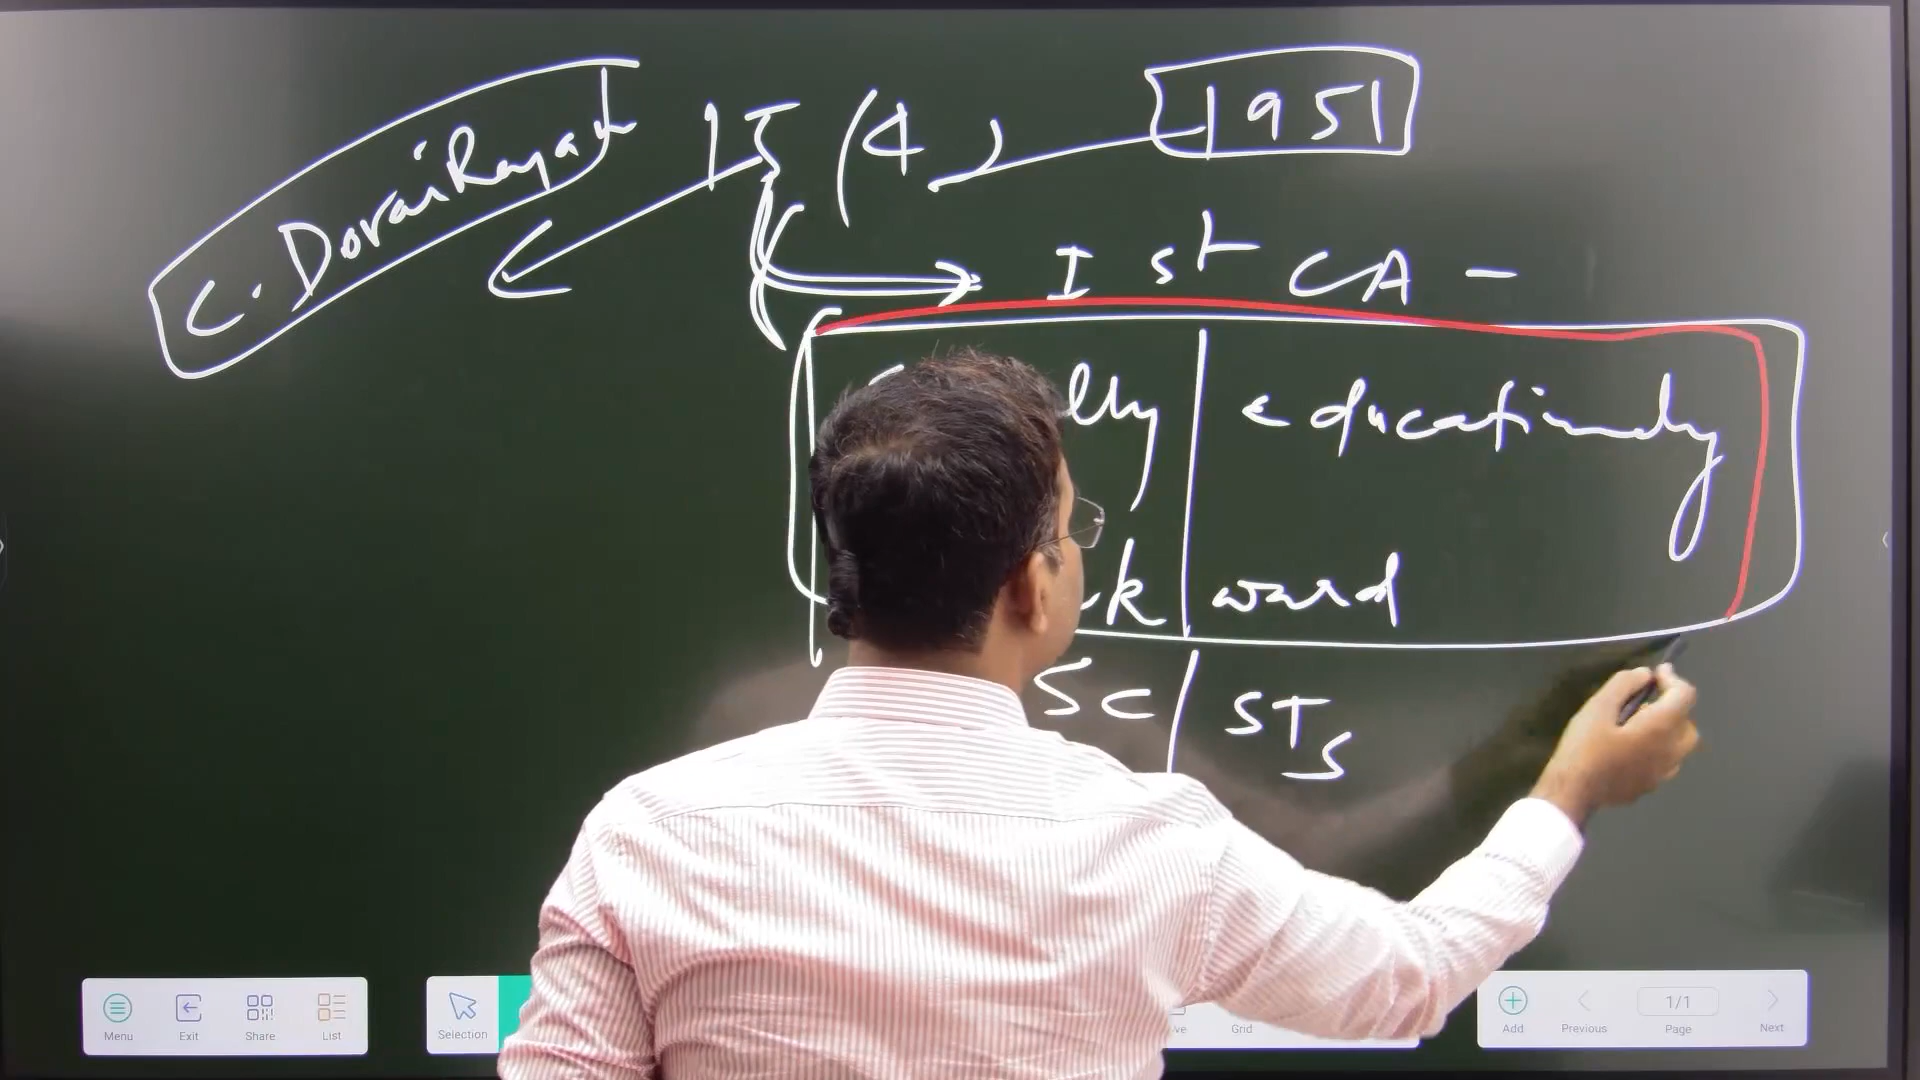 C. DoraiRajah
15 (4) 1951
Ist CA -
lly educationally
k ward
SC STs
Menu
Exit
Share
List
Selection
Grid
Add
Previous
1/1
Page
Next